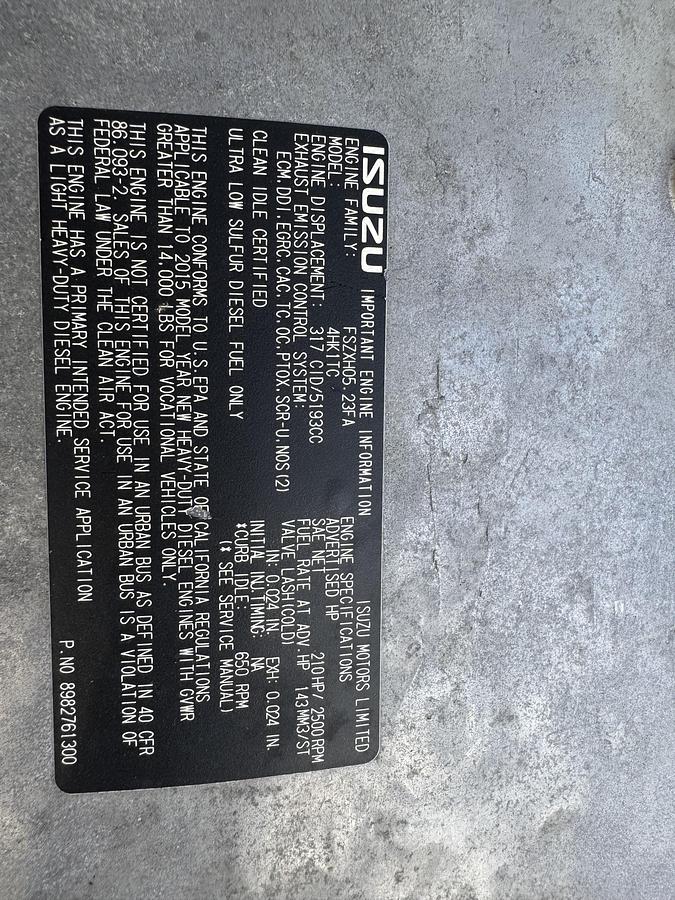 ISUZU IMPORTANT ENGINE INFORMATION ISUZU MOTORS LIMITED
ENGINE FAMILY: FSZXH05.23FA
MODEL: 4HK1TC
ENGINE DISPLACEMENT: 317 CID/5193CC
EXHAUST EMISSION CONTROL SYSTEM:
ECM.DDI.EGRC.CAC.TC.OC.PTOX.SCR-U.NOS(2)
CLEAN IDLE CERTIFIED
ULTRA LOW SULFUR DIESEL FUEL ONLY
ENGINE SPECIFICATIONS
ADVERTISED HP
SAE NET 210HP/2500RPM
FUEL RATE AT ADV.HP 143MM3/ST
VALVE LASH(COLD)
IN: 0.024 IN. EXH: 0.024 IN.
INITIAL INJ.TIMING: NA
*CURB IDLE: 650 RPM
(* SEE SERVICE MANUAL)
THIS ENGINE CONFORMS TO U.S.EPA AND STATE OF CALIFORNIA REGULATIONS
APPLICABLE TO 2015 MODEL YEAR NEW HEAVY-DUTY DIESEL ENGINES WITH GVWR
GREATER THAN 14,000 LBS FOR VOCATIONAL VEHICLES ONLY.
THIS ENGINE IS NOT CERTIFIED FOR USE IN AN URBAN BUS AS DEFINED IN 40 CFR
86.093-2. SALES OF THIS ENGINE FOR USE IN AN URBAN BUS IS A VIOLATION OF
FEDERAL LAW UNDER THE CLEAN AIR ACT.
THIS ENGINE HAS A PRIMARY INTENDED SERVICE APPLICATION
AS A LIGHT HEAVY-DUTY DIESEL ENGINE.
P.NO 8982761300